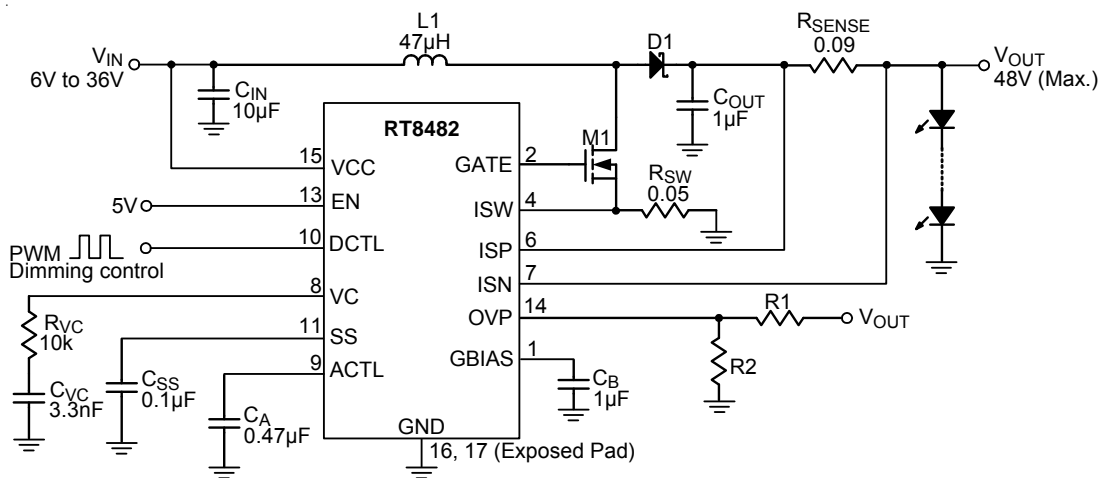 L1
47µH
RSENSE
0.09
D1
VIN
6V to 36V
VOUT
48V (Max.)
CIN
10µF
COUT
1µF
RT8482
M1
15
VCC
GATE
2
RSW
0.05
5V
13
EN
ISW
4
PWM
Dimming control
10
DCTL
ISP
6
ISN
7
8
VC
OVP
14
R1
VOUT
RVC
10k
11
SS
R2
GBIAS
1
9
ACTL
CVC
3.3nF
CSS
0.1µF
CB
1µF
CA
0.47µF
GND
16, 17 (Exposed Pad)